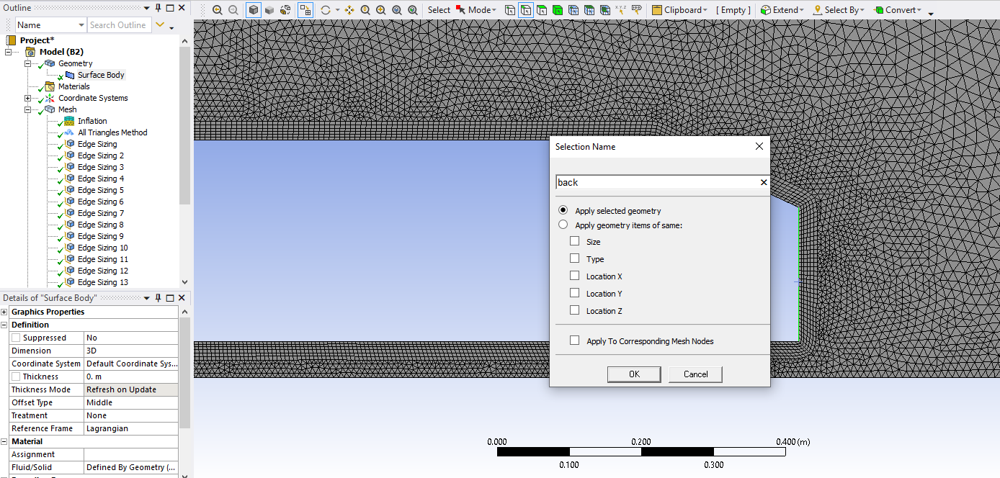 Outline
Select Mode Clipboard [ Empty ] Extend Select By Convert
Name Search Outline
Project*
Model (B2)
Geometry
Surface Body
Materials
Coordinate Systems
Mesh
Inflation
All Triangles Method
Edge Sizing
Edge Sizing 2
Edge Sizing 3
Edge Sizing 4
Edge Sizing 5
Edge Sizing 6
Edge Sizing 7
Edge Sizing 8
Edge Sizing 9
Edge Sizing 10
Edge Sizing 11
Edge Sizing 12
Edge Sizing 13
Details of "Surface Body"
Graphics Properties
Definition
Suppressed No
Dimension 3D
Coordinate System Default Coordinate Sys...
Thickness 0. m
Thickness Mode Refresh on Update
Offset Type Middle
Treatment None
Reference Frame Lagrangian
Material
Assignment
Fluid/Solid Defined By Geometry (...
Selection Name
back
Apply selected geometry
Apply geometry items of same:
Size
Type
Location X
Location Y
Location Z
Apply To Corresponding Mesh Nodes
OK Cancel
0.000 0.200 0.400 (m)
0.100 0.300